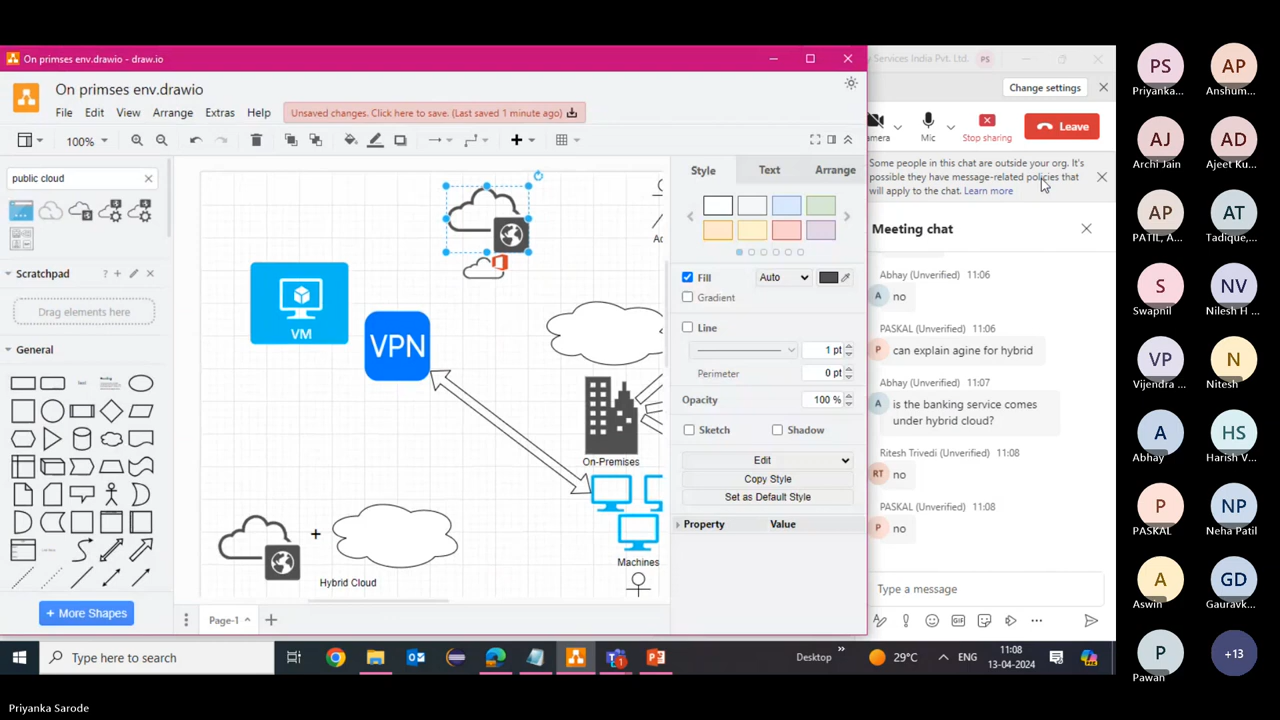 On primses env.drawio - draw.io
On primses env.drawio
File Edit View Arrange Extras Help
Unsaved changes. Click here to save. (Last saved 1 minute ago)
100%
public cloud
Scratchpad
Drag elements here
General
+ More Shapes
VM
VPN
On-Premises
Machines
Ac
+
Hybrid Cloud
Page-1
Style Text Arrange
Fill Auto
Gradient
Line
1 pt
Perimeter 0 pt
Opacity 100 %
Sketch Shadow
Edit
Copy Style
Set as Default Style
Property Value
y Services India Pvt. Ltd. PS
Change settings
amera Mic Stop sharing Leave
Some people in this chat are outside your org. It's
possible they have message-related policies that
will apply to the chat. Learn more
Meeting chat
Abhay (Unverified) 11:06
A no
PASKAL (Unverified) 11:06
P can explain agine for hybrid
Abhay (Unverified) 11:07
A is the banking service comes
under hybrid cloud?
Ritesh Trivedi (Unverified) 11:08
RT no
PASKAL (Unverified) 11:08
P no
Type a message
GIF
PS AP
Priyanka... Anshum...
AJ AD
Archi Jain Ajeet Ku...
AP AT
PATIL, A... Tadique,...
S NV
Swapnil Nilesh H ...
VP N
Vijendra ... Nitesh
A HS
Abhay Harish V...
P NP
PASKAL Neha Patil
A GD
Aswin Gauravk...
P +13
Pawan
Type here to search
Desktop
29°C
ENG
11:08
13-04-2024
Priyanka Sarode